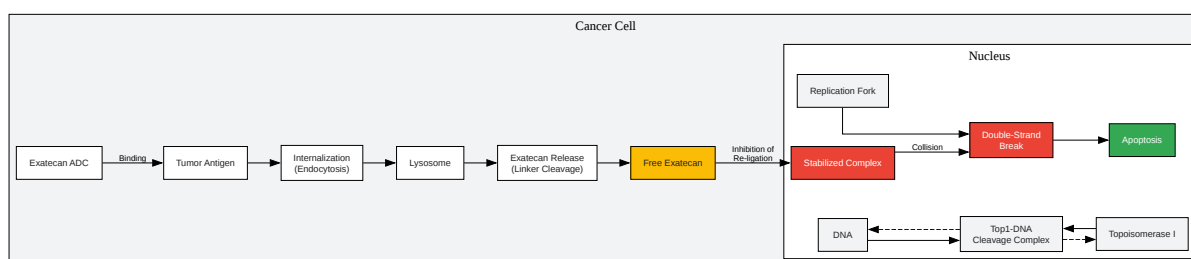 Cancer Cell
Nucleus
Replication Fork
Exatecan ADC
Binding
Tumor Antigen
Internalization
(Endocytosis)
Lysosome
Exatecan Release
(Linker Cleavage)
Free Exatecan
Inhibition of
Re-ligation
Stabilized Complex
Collision
Double-Strand
Break
Apoptosis
DNA
Top1-DNA
Cleavage Complex
Topoisomerase I